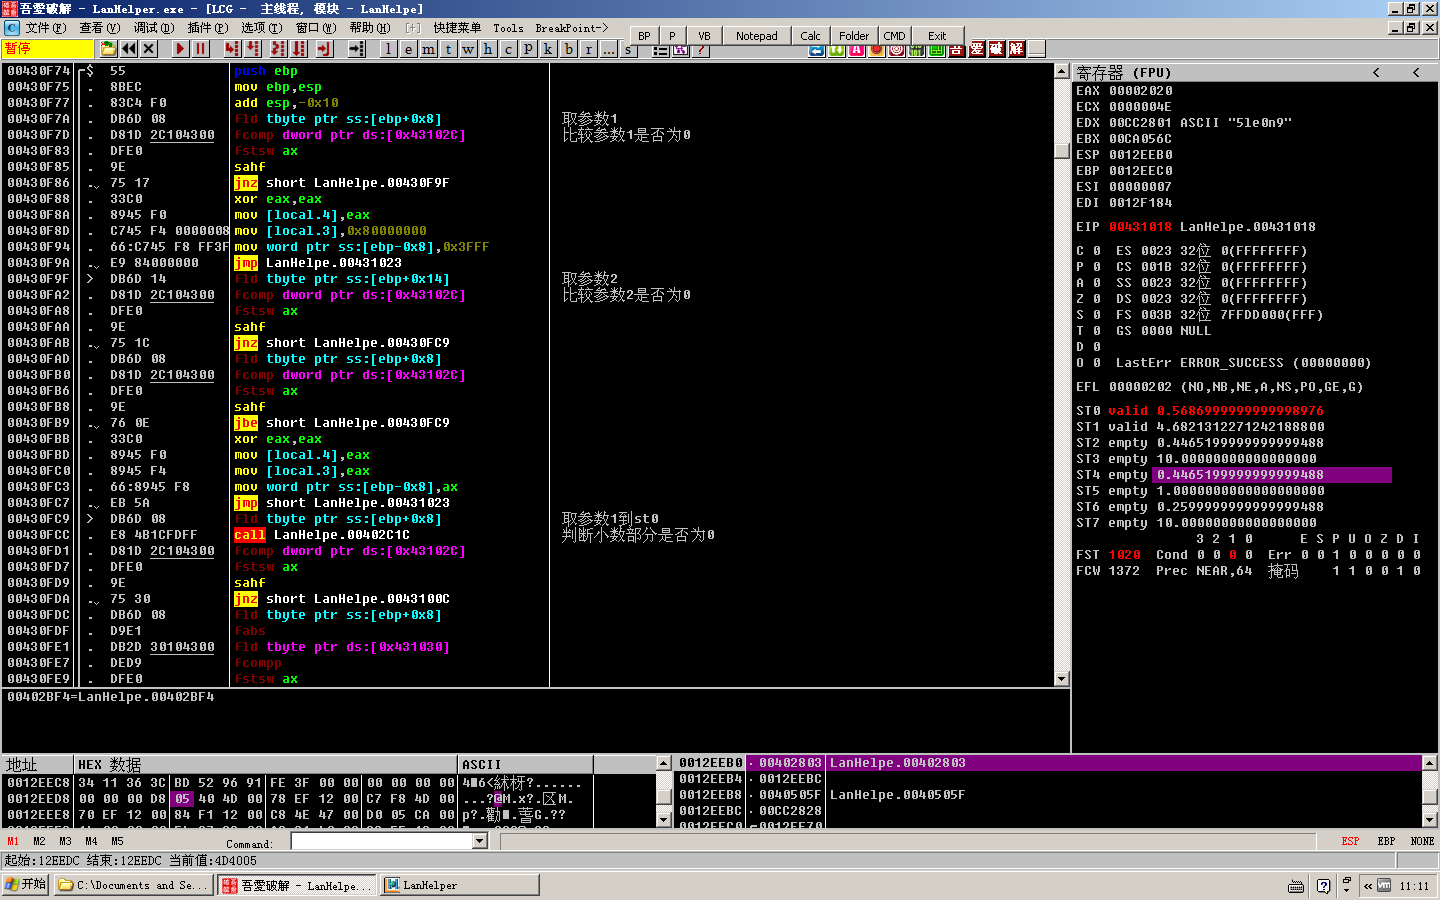 吾愛破解 - LanHelper.exe - [LCG - 主线程, 模块 - LanHelpe]
文件(F) 查看(V) 调试(D) 插件(P) 选项(T) 窗口(W) 帮助(H) [+] 快捷菜单 Tools BreakPoint->
BP P VB Notepad Calc Folder CMD Exit
暂停 l e m t w h c p k b r ... s 吾 愛 破 解
00430F74 $ 55 push ebp
00430F75 . 8BEC mov ebp,esp
00430F77 . 83C4 F0 add esp,-0x10
00430F7A . DB6D 08 fld tbyte ptr ss:[ebp+0x8] 取参数1
00430F7D . D81D 2C104300 fcomp dword ptr ds:[0x43102C] 比较参数1是否为0
00430F83 . DFE0 fstsw ax
00430F85 . 9E sahf
00430F86 . 75 17 jnz short LanHelpe.00430F9F
00430F88 . 33C0 xor eax,eax
00430F8A . 8945 F0 mov [local.4],eax
00430F8D . C745 F4 0000008 mov [local.3],0x80000000
00430F94 . 66:C745 F8 FF3F mov word ptr ss:[ebp-0x8],0x3FFF
00430F9A . E9 84000000 jmp LanHelpe.00431023
00430F9F > DB6D 14 fld tbyte ptr ss:[ebp+0x14] 取参数2
00430FA2 . D81D 2C104300 fcomp dword ptr ds:[0x43102C] 比较参数2是否为0
00430FA8 . DFE0 fstsw ax
00430FAA . 9E sahf
00430FAB . 75 1C jnz short LanHelpe.00430FC9
00430FAD . DB6D 08 fld tbyte ptr ss:[ebp+0x8]
00430FB0 . D81D 2C104300 fcomp dword ptr ds:[0x43102C]
00430FB6 . DFE0 fstsw ax
00430FB8 . 9E sahf
00430FB9 . 76 0E jbe short LanHelpe.00430FC9
00430FBB . 33C0 xor eax,eax
00430FBD . 8945 F0 mov [local.4],eax
00430FC0 . 8945 F4 mov [local.3],eax
00430FC3 . 66:8945 F8 mov word ptr ss:[ebp-0x8],ax
00430FC7 . EB 5A jmp short LanHelpe.00431023
00430FC9 > DB6D 08 fld tbyte ptr ss:[ebp+0x8] 取参数1到st0
00430FCC . E8 4B1CFDFF call LanHelpe.00402C1C 判断小数部分是否为0
00430FD1 . D81D 2C104300 fcomp dword ptr ds:[0x43102C]
00430FD7 . DFE0 fstsw ax
00430FD9 . 9E sahf
00430FDA . 75 30 jnz short LanHelpe.0043100C
00430FDC . DB6D 08 fld tbyte ptr ss:[ebp+0x8]
00430FDF . D9E1 fabs
00430FE1 . DB2D 30104300 fld tbyte ptr ds:[0x431030]
00430FE7 . DED9 fcompp
00430FE9 . DFE0 fstsw ax
00402BF4=LanHelpe.00402BF4
寄存器 (FPU) < <
EAX 00002020
ECX 0000004E
EDX 00CC2801 ASCII "5le0n9"
EBX 00CA056C
ESP 0012EEB0
EBP 0012EEC0
ESI 00000007
EDI 0012F184
EIP 00431018 LanHelpe.00431018
C 0 ES 0023 32位 0(FFFFFFFF)
P 0 CS 001B 32位 0(FFFFFFFF)
A 0 SS 0023 32位 0(FFFFFFFF)
Z 0 DS 0023 32位 0(FFFFFFFF)
S 0 FS 003B 32位 7FFDD000(FFF)
T 0 GS 0000 NULL
D 0
O 0 LastErr ERROR_SUCCESS (00000000)
EFL 00000202 (NO,NB,NE,A,NS,PO,GE,G)
ST0 valid 0.5686999999999998976
ST1 valid 4.6821312271242188800
ST2 empty 0.4465199999999999488
ST3 empty 10.000000000000000000
ST4 empty 0.4465199999999999488
ST5 empty 1.0000000000000000000
ST6 empty 0.2599999999999999488
ST7 empty 10.000000000000000000
3 2 1 0 E S P U O Z D I
FST 1020 Cond 0 0 0 0 Err 0 0 1 0 0 0 0 0
FCW 1372 Prec NEAR,64 掩码 1 1 0 0 1 0
地址 HEX 数据 ASCII
0012EEC8 34 11 36 3C BD 52 96 91 FE 3F 00 00 00 00 00 00
0012EED8 00 00 00 D8 05 40 4D 00 78 EF 12 00 C7 F8 4D 00 ...?@M.x?.区M.
0012EEE8 70 EF 12 00 84 F1 12 00 C8 4E 47 00 D0 05 CA 00
0012EEB0 00402803 LanHelpe.00402803
0012EEB4 0012EEBC
0012EEB8 0040505F LanHelpe.0040505F
0012EEBC 00CC2828
M1 M2 M3 M4 M5 Command: ESP EBP NONE
起始:12EEDC 结束:12EEDC 当前值:4D4005
开始 C:\Documents and Se... 吾愛破解 - LanHelpe... LanHelper « 11:11